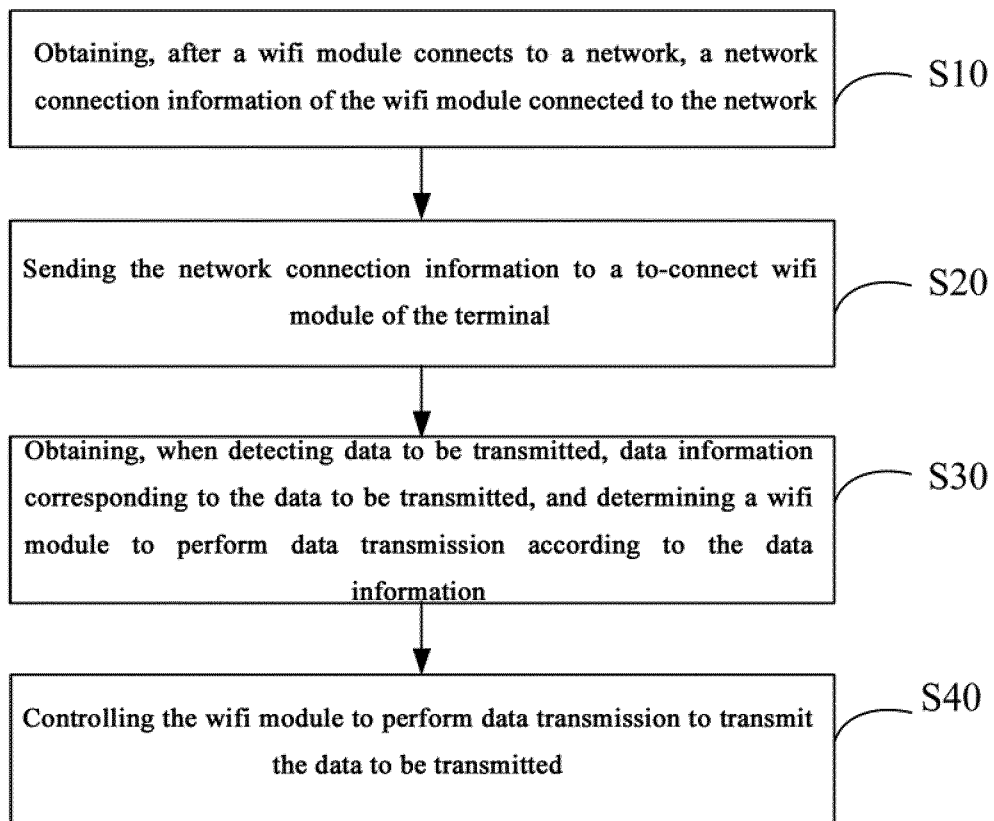 Obtaining, after a wifi module connects to a network, a network
connection information of the wifi module connected to the network
S10
Sending the network connection information to a to-connect wifi
module of the terminal
S20
Obtaining, when detecting data to be transmitted, data information
corresponding to the data to be transmitted, and determining a wifi
module to perform data transmission according to the data
information
S30
Controlling the wifi module to perform data transmission to transmit
the data to be transmitted
S40